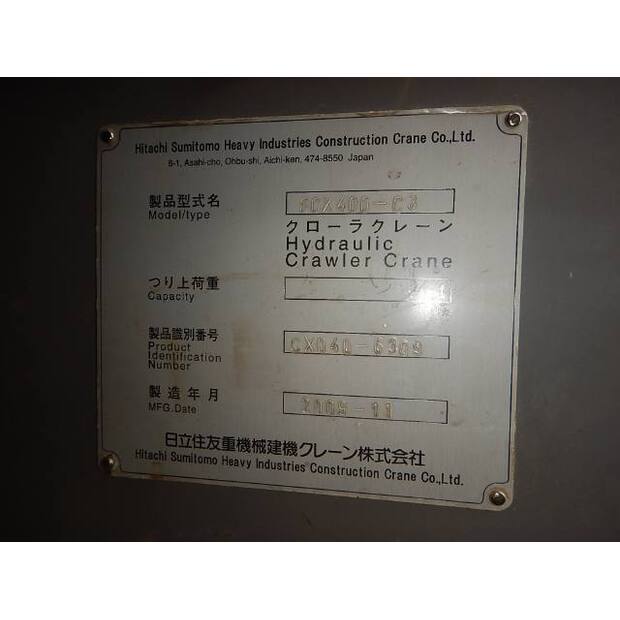 Hitachi Sumitomo Heavy Industries Construction Crane Co.,Ltd.
8-1, Asahi-cho, Ohbu-shi, Aichi-ken, 474-8550 Japan
製品型式名
Model/type
クローラクレーン
Hydraulic
Crawler Crane
つり上荷重
Capacity
製品識別番号
Product
Identification
Number
製造年月
MFG.Date
日立住友重機械建機クレーン株式会社
Hitachi Sumitomo Heavy Industries Construction Crane Co.,Ltd.